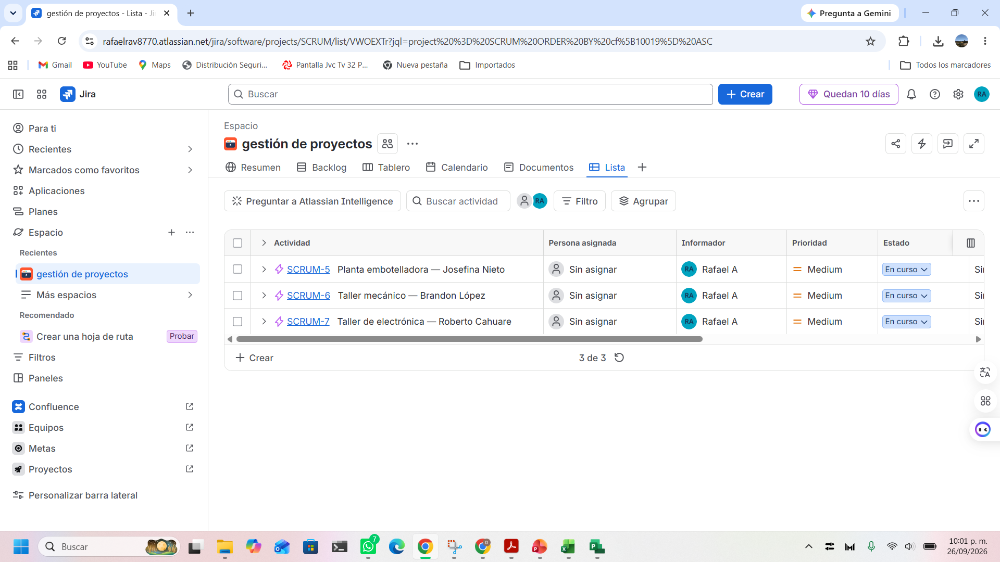 gestión de proyectos - Lista - Ji
Pregunta a Gemini
rafaelrav8770.atlassian.net/jira/software/projects/SCRUM/list/VWOEXTr?jql=project%20%3D%20SCRUM%20ORDER%20BY%20cf%5B10019%5D%20ASC
Gmail YouTube Maps Distribución Seguri... Pantalla Jvc Tv 32 P... Nueva pestaña Importados Todos los marcadores
Jira Buscar Crear Quedan 10 días RA
Para ti
Recientes
Marcados como favoritos
Aplicaciones
Planes
Espacio
Recientes
gestión de proyectos
Más espacios
Recomendado
Crear una hoja de ruta Probar
Filtros
Paneles
Confluence
Equipos
Metas
Proyectos
Personalizar barra lateral
Espacio
gestión de proyectos
Resumen Backlog Tablero Calendario Documentos Lista
Preguntar a Atlassian Intelligence Buscar actividad RA Filtro Agrupar
Actividad Persona asignada Informador Prioridad Estado
SCRUM-5 Planta embotelladora — Josefina Nieto Sin asignar RA Rafael A Medium En curso Sin
SCRUM-6 Taller mecánico — Brandon López Sin asignar RA Rafael A Medium En curso Sin
SCRUM-7 Taller de electrónica — Roberto Cahuare Sin asignar RA Rafael A Medium En curso Sin
Crear 3 de 3
Buscar 7 10:01 p. m.
26/09/2026